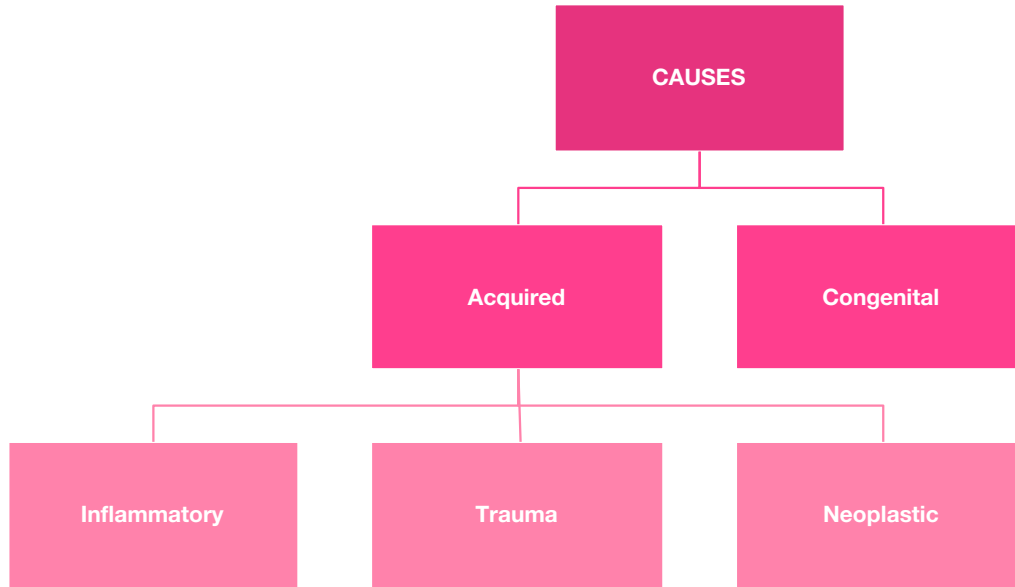 CAUSES
Acquired
Congenital
Inflammatory
Trauma
Neoplastic